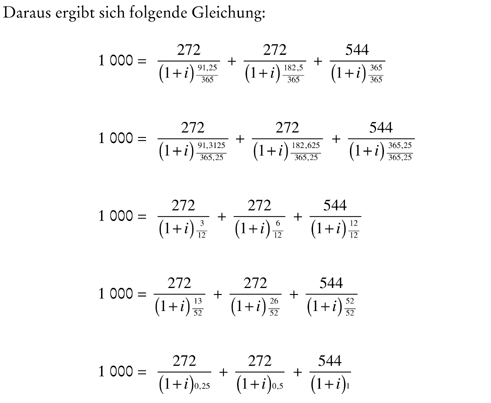 Daraus ergibt sich folgende Gleichung:
1 000 = 272/(1+i)^(91,25/365) + 272/(1+i)^(182,5/365) + 544/(1+i)^(365/365)
1 000 = 272/(1+i)^(91,3125/365,25) + 272/(1+i)^(182,625/365,25) + 544/(1+i)^(365,25/365,25)
1 000 = 272/(1+i)^(3/12) + 272/(1+i)^(6/12) + 544/(1+i)^(12/12)
1 000 = 272/(1+i)^(13/52) + 272/(1+i)^(26/52) + 544/(1+i)^(52/52)
1 000 = 272/(1+i)^(0,25) + 272/(1+i)^(0,5) + 544/(1+i)^1